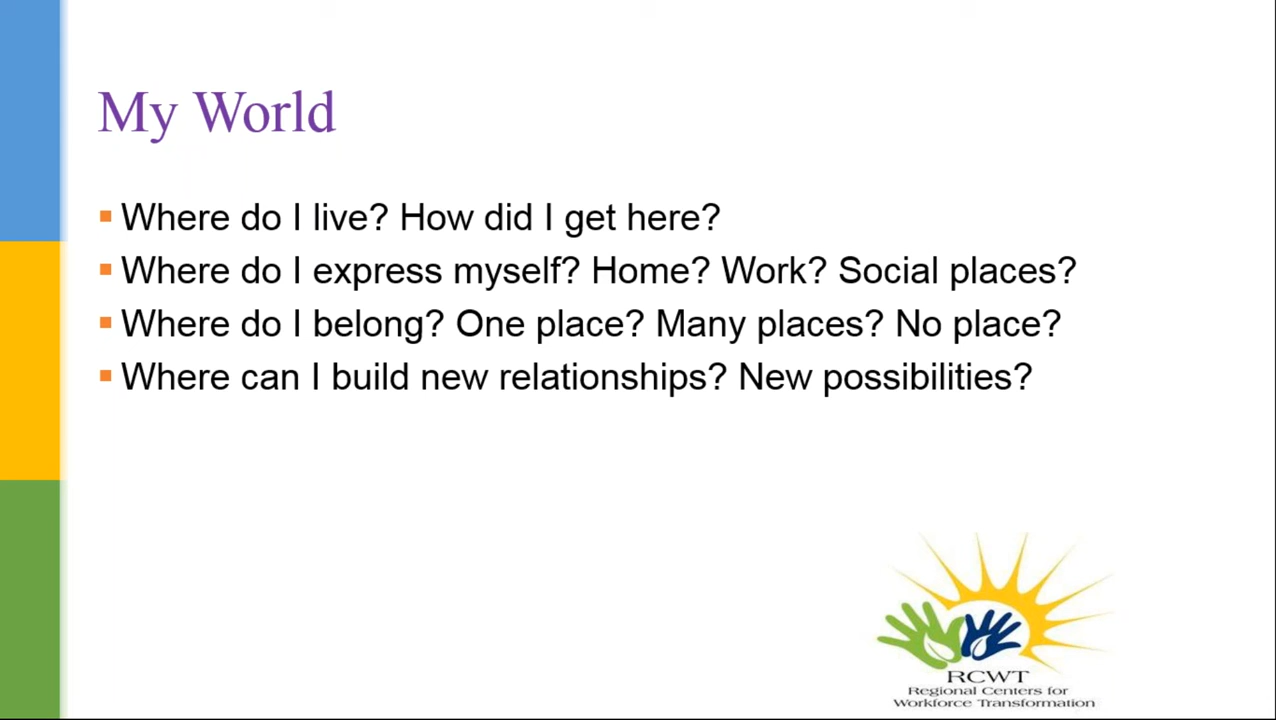 My World
Where do I live? How did I get here?
Where do I express myself? Home? Work? Social places?
Where do I belong? One place? Many places? No place?
Where can I build new relationships? New possibilities?
RCWT
Regional Centers for
Workforce Transformation